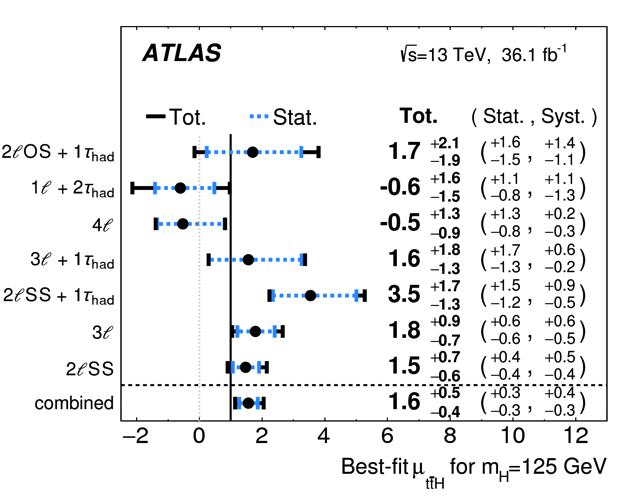 ATLAS √s=13 TeV, 36.1 fb⁻¹
Tot. Stat. Tot. ( Stat. , Syst. )
2ℓOS + 1τhad 1.7 +2.1 −1.9 ( +1.6 −1.5 , +1.4 −1.1 )
1ℓ + 2τhad -0.6 +1.6 −1.5 ( +1.1 −0.8 , +1.1 −1.3 )
4ℓ -0.5 +1.3 −0.9 ( +1.3 −0.8 , +0.2 −0.3 )
3ℓ + 1τhad 1.6 +1.8 −1.3 ( +1.7 −1.3 , +0.6 −0.2 )
2ℓSS + 1τhad 3.5 +1.7 −1.3 ( +1.5 −1.2 , +0.9 −0.5 )
3ℓ 1.8 +0.9 −0.7 ( +0.6 −0.6 , +0.6 −0.5 )
2ℓSS 1.5 +0.7 −0.6 ( +0.4 −0.4 , +0.5 −0.4 )
combined 1.6 +0.5 −0.4 ( +0.3 −0.3 , +0.4 −0.3 )
−2 0 2 4 6 8 10 12
Best-fit μtt̄H for mH=125 GeV